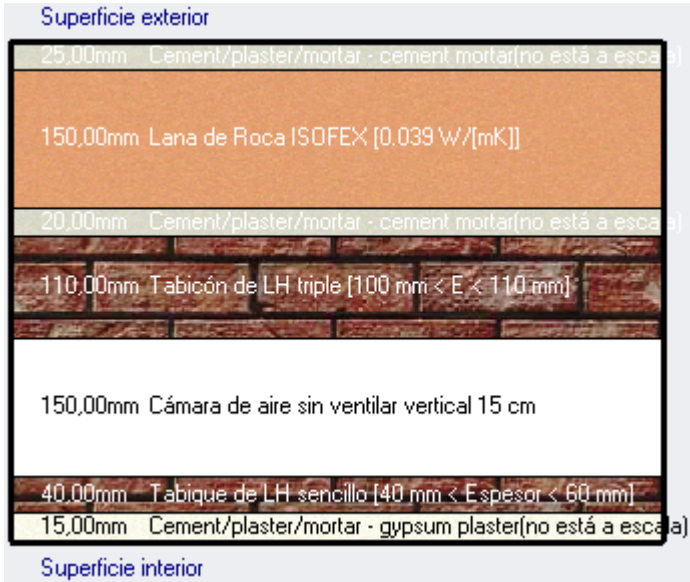 Superficie exterior
25,00mm Cement/plaster/mortar - cement mortar(no está a escala)
150,00mm Lana de Roca ISOFEX [0.039 W/[mK]]
20,00mm Cement/plaster/mortar - cement mortar(no está a escala)
110,00mm Tabicón de LH triple [100 mm < E < 110 mm]
150,00mm Cámara de aire sin ventilar vertical 15 cm
40,00mm Tabique de LH sencillo [40 mm < Espesor < 60 mm]
15,00mm Cement/plaster/mortar - gypsum plaster(no está a escala)
Superficie interior